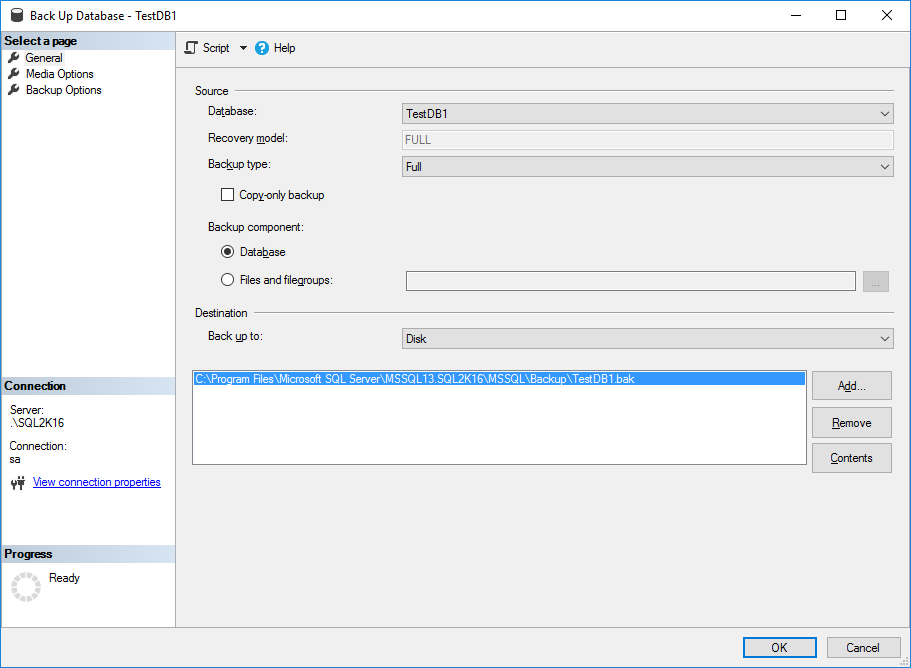 Back Up Database - TestDB1
Select a page
General
Media Options
Backup Options
Script
Help
Source
Database:
TestDB1
Recovery model:
FULL
Backup type:
Full
Copy-only backup
Backup component:
Database
Files and filegroups:
...
Destination
Back up to:
Disk
C:\Program Files\Microsoft SQL Server\MSSQL13.SQL2K16\MSSQL\Backup\TestDB1.bak
Add...
Remove
Contents
Connection
Server:
.\SQL2K16
Connection:
sa
View connection properties
Progress
Ready
OK
Cancel